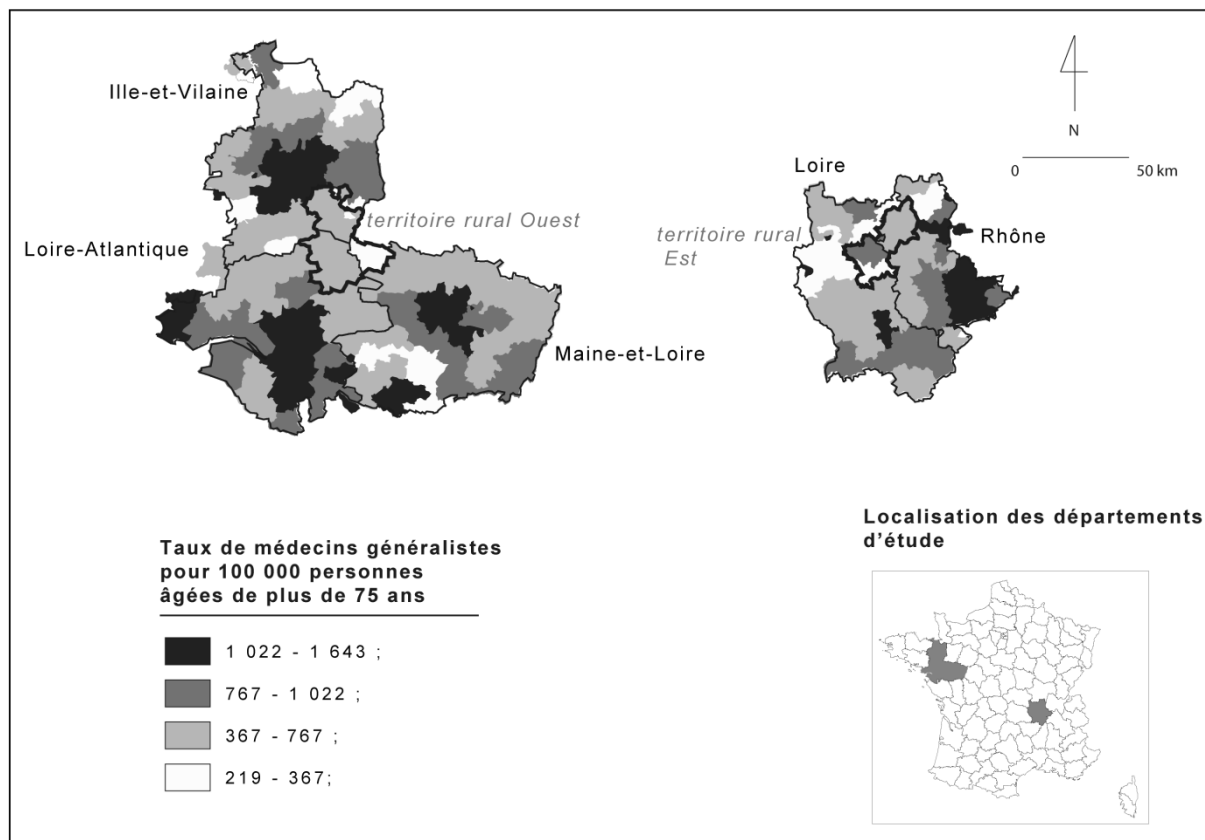 Ille-et-Vilaine
Loire-Atlantique
territoire rural Ouest
Maine-et-Loire
Loire
territoire rural
Est
Rhône
N
0 50 km
Taux de médecins généralistes
pour 100 000 personnes
âgées de plus de 75 ans
1 022 - 1 643 ;
767 - 1 022 ;
367 - 767 ;
219 - 367;
Localisation des départements
d'étude